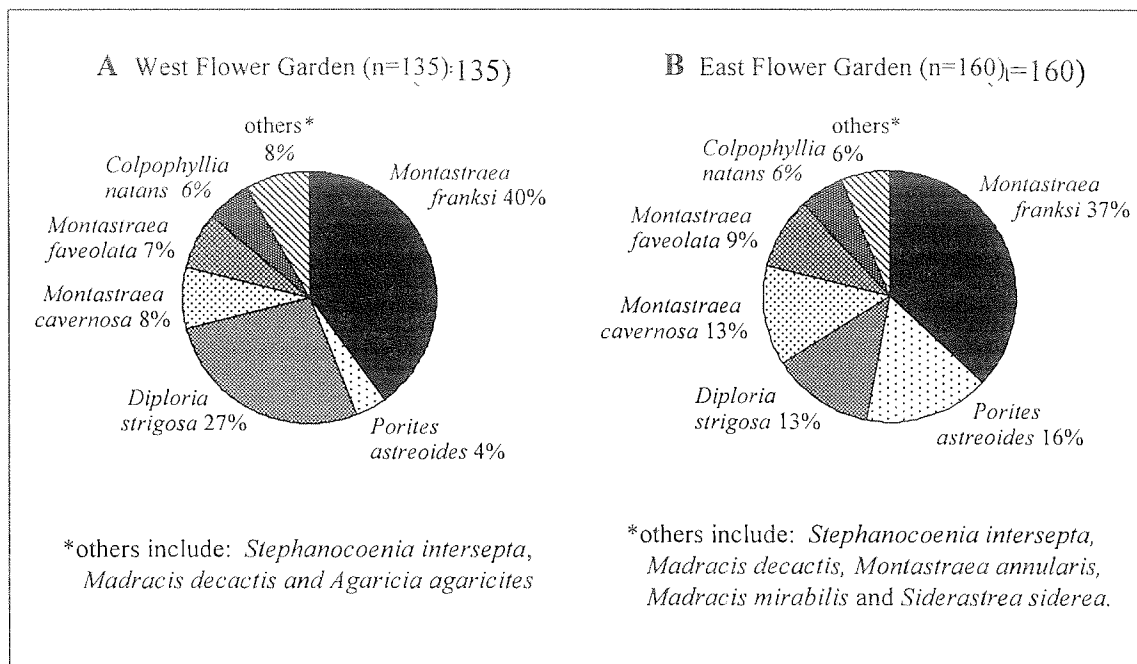 A West Flower Garden (n=135):135)
others*
8%
Colpophyllia
natans 6%
Montastraea
faveolata 7%
Montastraea
cavernosa 8%
Diploria
strigosa 27%
Porites
astreoides 4%
Montastraea
franksi 40%
*others include: Stephanocoenia intersepta,
Madracis decactis and Agaricia agaricites
B East Flower Garden (n=160)=160)
others*
6%
Colpophyllia
natans 6%
Montastraea
faveolata 9%
Montastraea
cavernosa 13%
Diploria
strigosa 13%
Porites
astreoides 16%
Montastraea
franksi 37%
*others include: Stephanocoenia intersepta,
Madracis decactis, Montastraea annularis,
Madracis mirabilis and Siderastrea siderea.